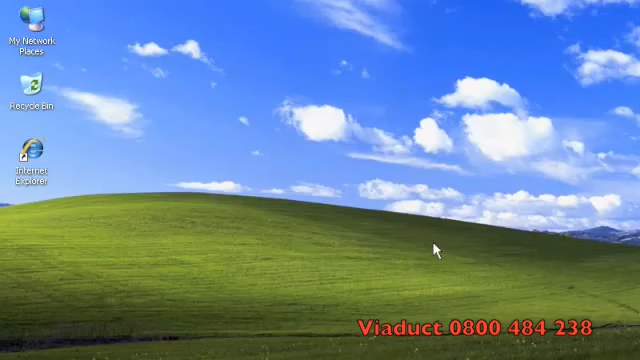 My Network
Places
Recycle Bin
Internet
Explorer
Viaduct 0800 484 238